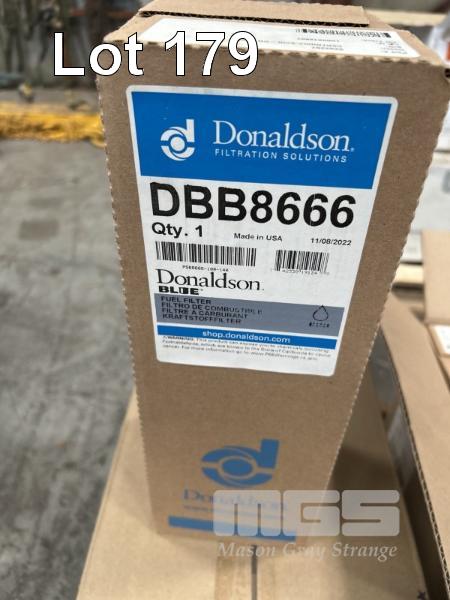 Lot 179
Donaldson.
FILTRATION SOLUTIONS
DBB8666
Qty. 1
Made in USA
11/08/2022
Donaldson.
BLUE
FUEL FILTER
FILTRO DE COMBUSTIBLE
FILTRE A CARBURANT
KRAFTSTOFFFILTER
shop.donaldson.com
Donaldson
MGS
Mason Gray Strange